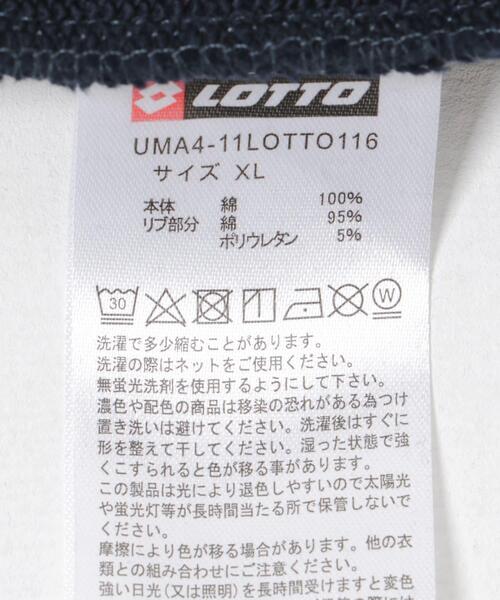 LOTTO
UMA4-11LOTTO116
サイズ XL
本体 綿 100%
リブ部分 綿 95%
ポリウレタン 5%
30 W
洗濯で多少縮むことがあります。
洗濯の際はネットをご使用ください。
無蛍光洗剤を使用するようにして下さい。
濃色や配色の商品は移染の恐れがある為つけ
置き洗いは避けてください。洗濯後はすぐに
形を整えて干してください。湿った状態で強
くこすられると色が移る事があります。
この製品は光により退色しやすいので太陽光
や蛍光灯等が長時間当たる所で保管しないで
ください。
摩擦により色が移る場合があります。他の衣
類との組み合わせにご注意ください。
強い日光(又は照明)を長時間受けますと変色